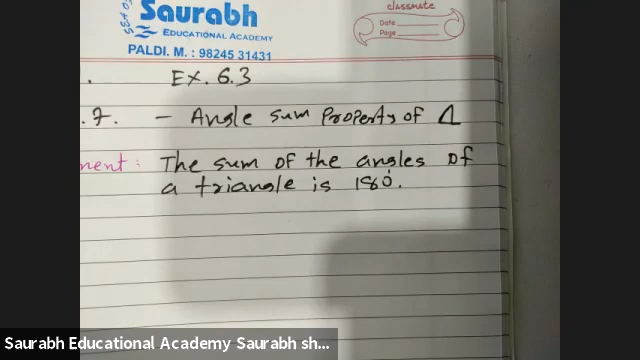 Saurabh
EDUCATIONAL ACADEMY
PALDI. M. : 98245 31431
classmate
Date
Page
Ex. 6.3
.7. - Angle sum Property of Δ
ment: The sum of the angles of
a triangle is 180°.
Saurabh Educational Academy Saurabh sh...